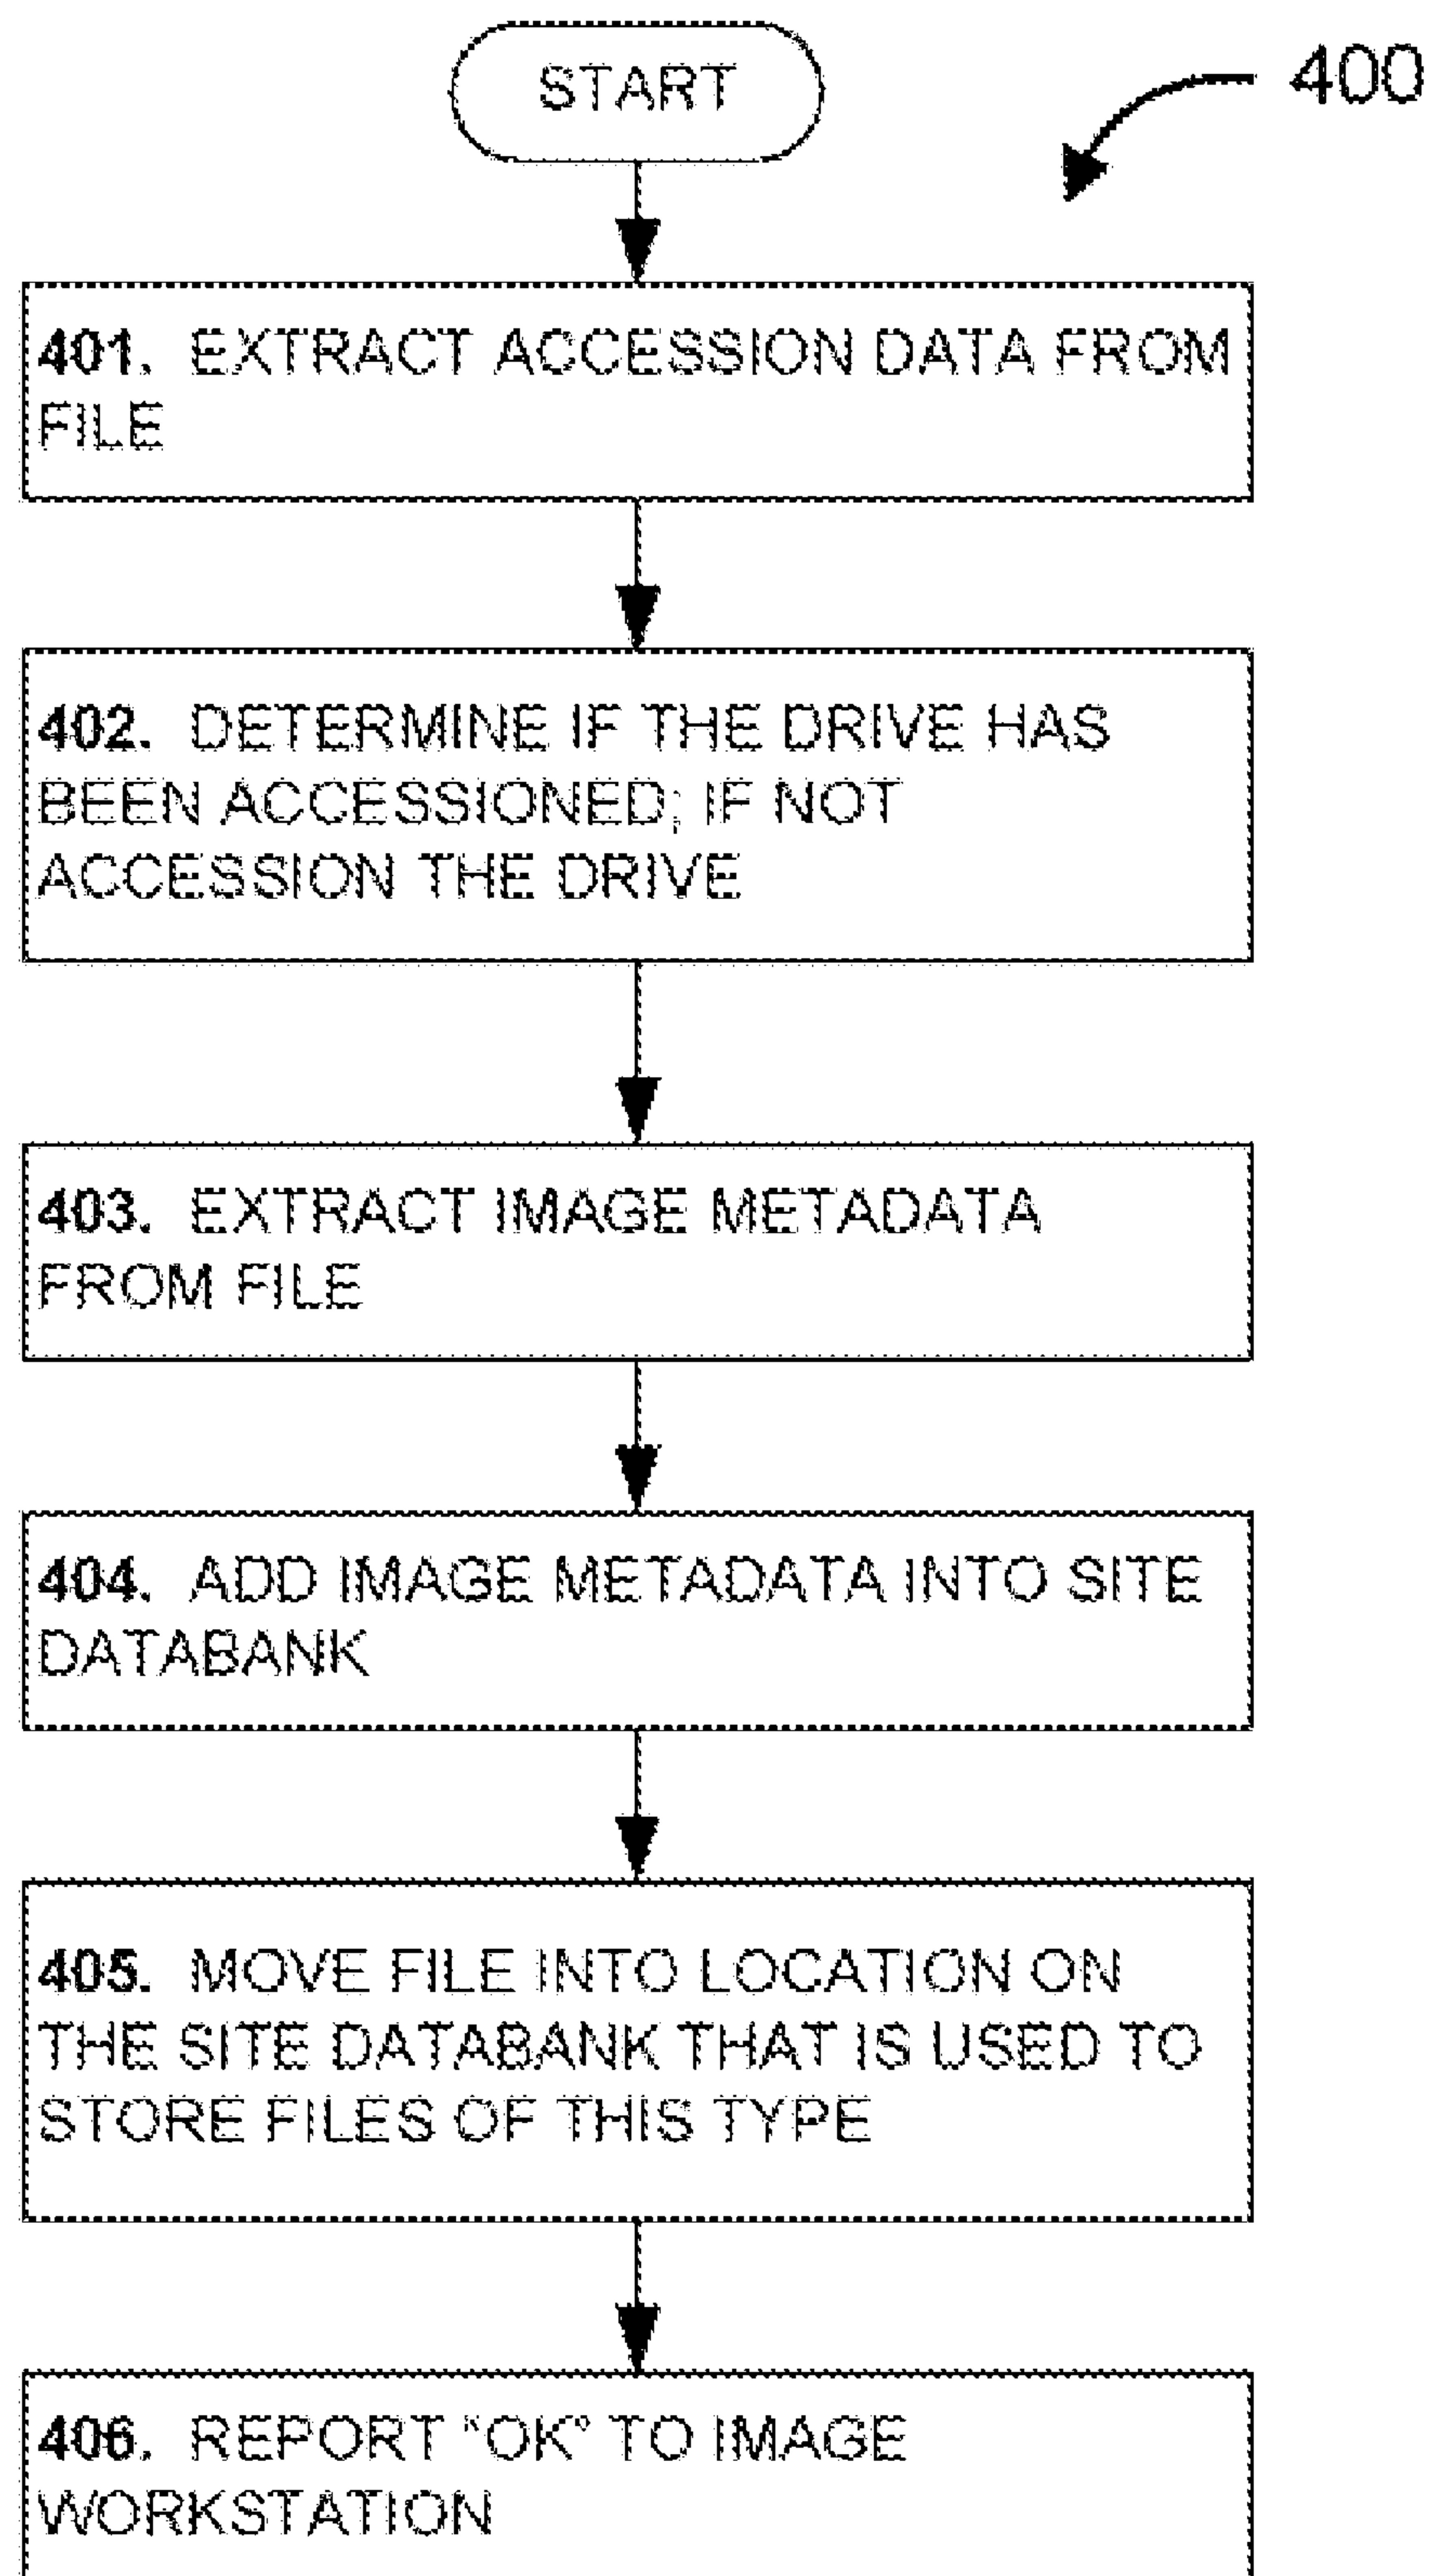 START
400
401. EXTRACT ACCESSION DATA FROM
FILE
402. DETERMINE IF THE DRIVE HAS
BEEN ACCESSIONED; IF NOT
ACCESSION THE DRIVE
403. EXTRACT IMAGE METADATA
FROM FILE
404. ADD IMAGE METADATA INTO SITE
DATABANK
405. MOVE FILE INTO LOCATION ON
THE SITE DATABANK THAT IS USED TO
STORE FILES OF THIS TYPE
406. REPORT “OK” TO IMAGE
WORKSTATION